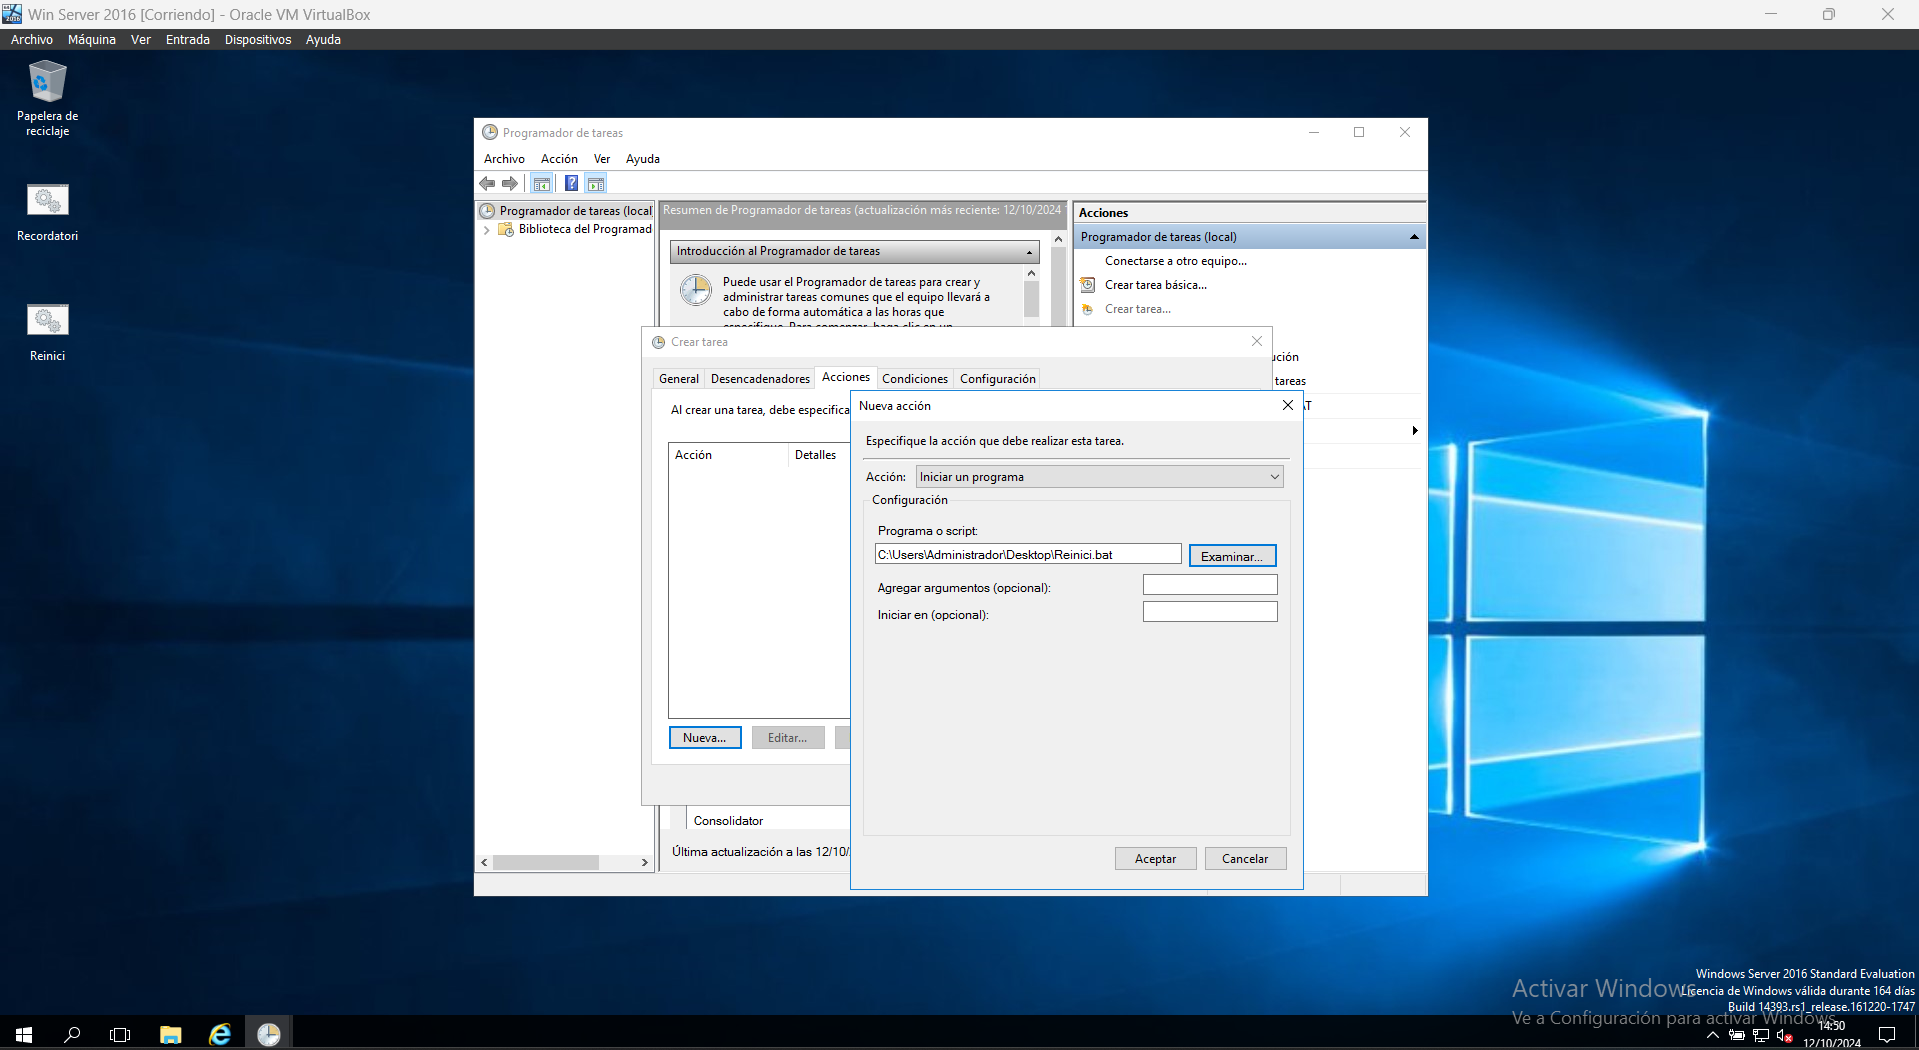 Win Server 2016 [Corriendo] - Oracle VM VirtualBox
Archivo Máquina Ver Entrada Dispositivos Ayuda
Papelera de
reciclaje
Recordatori
Reinici
Programador de tareas
Archivo Acción Ver Ayuda
Programador de tareas (local
Biblioteca del Programad
Resumen de Programador de tareas (actualización más reciente: 12/10/2024
Introducción al Programador de tareas
Puede usar el Programador de tareas para crear y
administrar tareas comunes que el equipo llevará a
cabo de forma automática a las horas que
especifique. Para comenzar, haga clic en un
Acciones
Programador de tareas (local)
Conectarse a otro equipo...
Crear tarea básica...
Crear tarea...
ución
tareas
AT
Crear tarea
General Desencadenadores Acciones Condiciones Configuración
Al crear una tarea, debe especifica
Acción Detalles
Nueva... Editar...
Consolidator
Última actualización a las 12/10/
Nueva acción
Especifique la acción que debe realizar esta tarea.
Acción: Iniciar un programa
Configuración
Programa o script:
C:\Users\Administrador\Desktop\Reinici.bat Examinar...
Agregar argumentos (opcional):
Iniciar en (opcional):
Aceptar Cancelar
Activar Windows
Ve a Configuración para activar Windows.
Windows Server 2016 Standard Evaluation
Licencia de Windows válida durante 164 días
Build 14393.rs1_release.161220-1747
14:50
12/10/2024